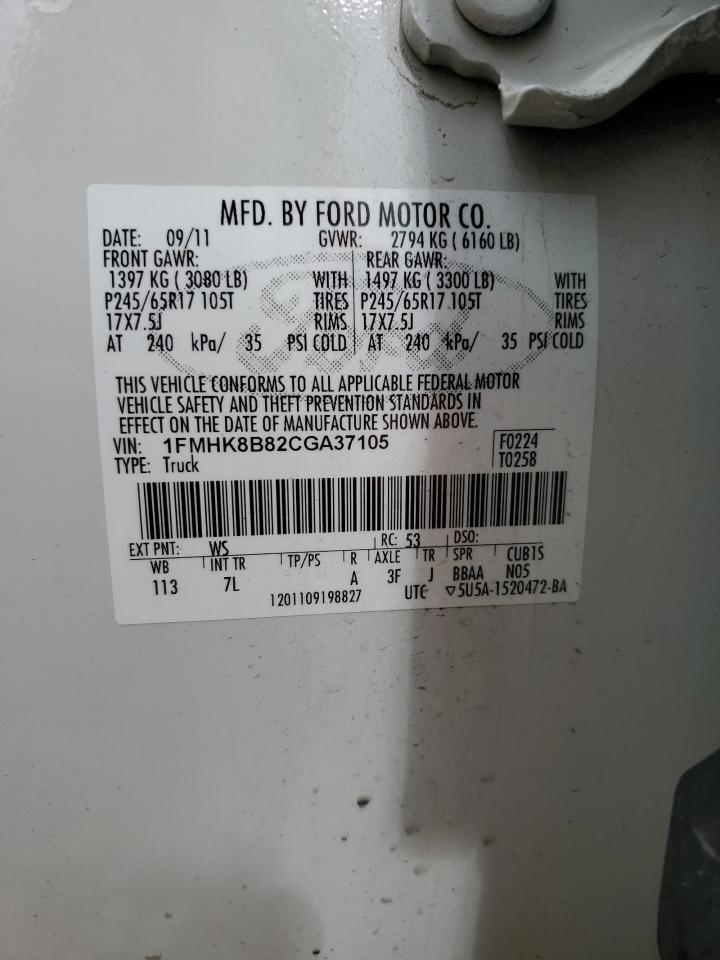 MFD. BY FORD MOTOR CO.
DATE: 09/11 GVWR: 2794 KG ( 6160 LB)
FRONT GAWR: REAR GAWR:
1397 KG ( 3080 LB) WITH 1497 KG ( 3300 LB) WITH
P245/65R17 105T TIRES P245/65R17 105T TIRES
17X7.5J RIMS 17X7.5J RIMS
AT 240 kPa/ 35 PSI COLD AT 240 kPa/ 35 PSI COLD
THIS VEHICLE CONFORMS TO ALL APPLICABLE FEDERAL MOTOR
VEHICLE SAFETY AND THEFT PREVENTION STANDARDS IN
EFFECT ON THE DATE OF MANUFACTURE SHOWN ABOVE.
VIN: 1FMHK8B82CGA37105 F0224
TYPE: Truck T0258
EXT PNT: WS RC: 53 DSO:
WB INT TR TP/PS R AXLE TR SPR CUB1S
113 7L A 3F J BBAA N05
1201109198827 UTC ▽5U5A-1520472-BA
Ford